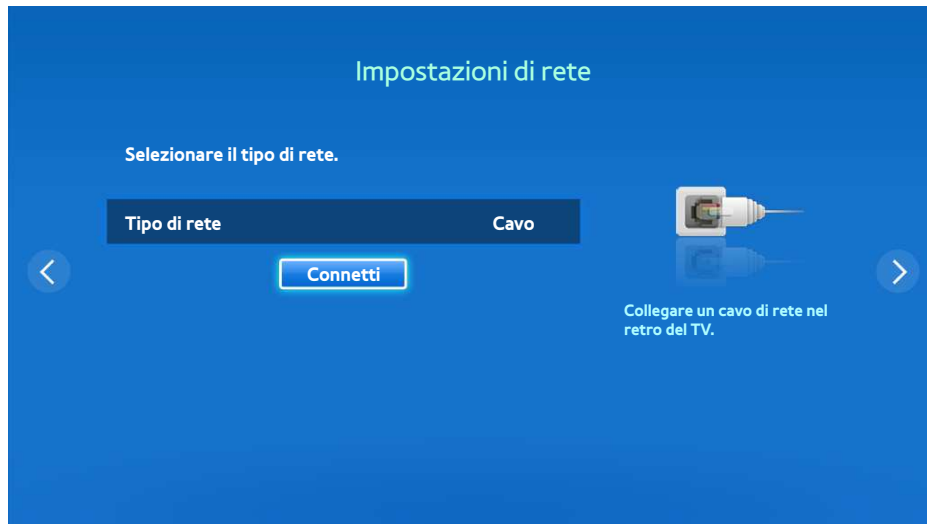 Impostazioni di rete
Selezionare il tipo di rete.
Tipo di rete Cavo
Connetti
Collegare un cavo di rete nel
retro del TV.